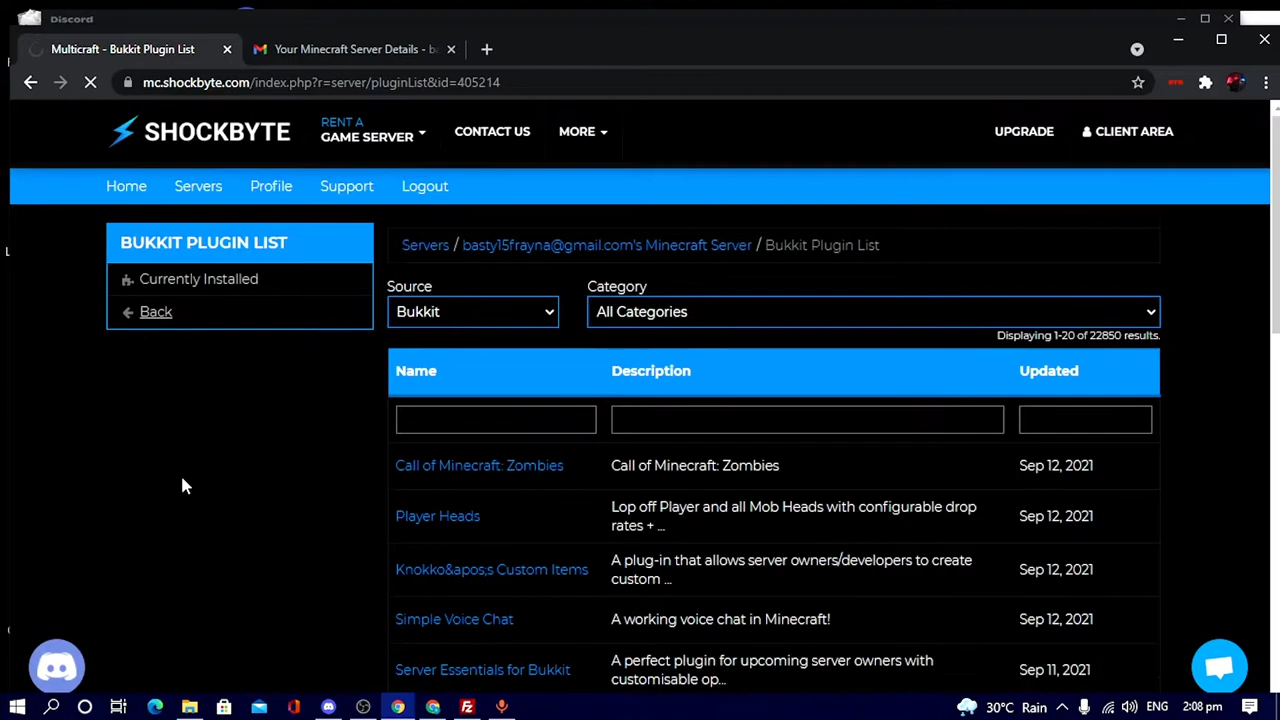 Discord
Multicraft - Bukkit Plugin List
Your Minecraft Server Details - ba
mc.shockbyte.com/index.php?r=server/pluginList&id=405214
SHOCKBYTE
RENT A
GAME SERVER
CONTACT US
MORE
UPGRADE
CLIENT AREA
Home
Servers
Profile
Support
Logout
BUKKIT PLUGIN LIST
Currently Installed
Back
Servers / basty15frayna@gmail.com's Minecraft Server / Bukkit Plugin List
Source
Category
Bukkit
All Categories
Displaying 1-20 of 22850 results.
Name
Description
Updated
Call of Minecraft: Zombies
Call of Minecraft: Zombies
Sep 12, 2021
Player Heads
Lop off Player and all Mob Heads with configurable drop
rates + ...
Sep 12, 2021
Knokko&apos;s Custom Items
A plug-in that allows server owners/developers to create
custom ...
Sep 12, 2021
Simple Voice Chat
A working voice chat in Minecraft!
Sep 12, 2021
Server Essentials for Bukkit
A perfect plugin for upcoming server owners with
customisable op...
Sep 11, 2021
30°C Rain
ENG
2:08 pm